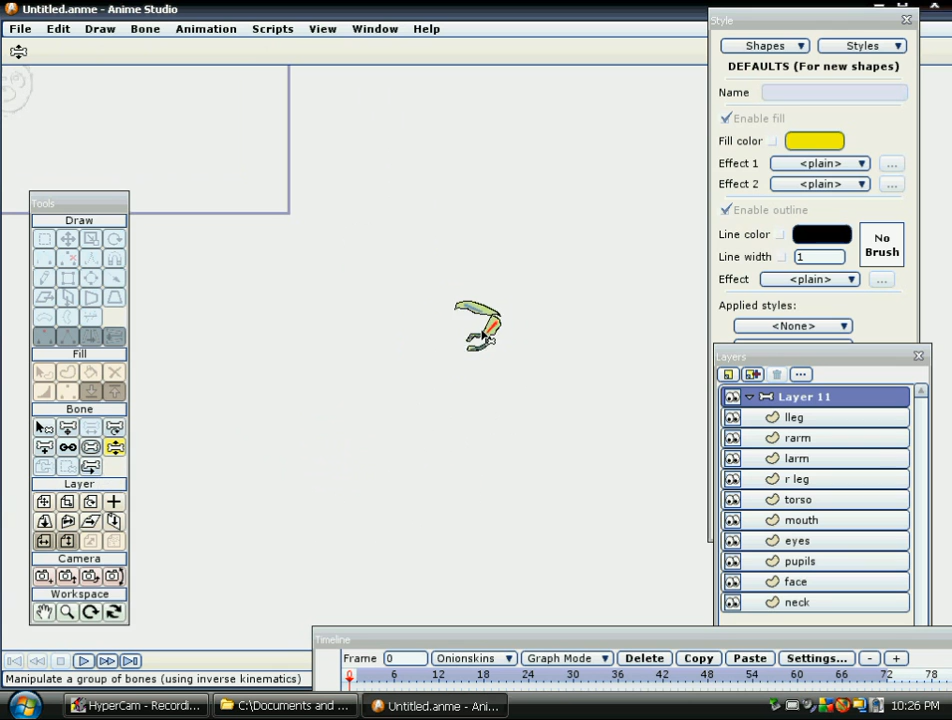 Untitled.anme - Anime Studio
File Edit Draw Bone Animation Scripts View Window Help
Style
Shapes Styles
DEFAULTS (For new shapes)
Name
Enable fill
Fill color
Effect 1 <plain> ...
Effect 2 <plain> ...
Enable outline
Line color
No Brush
Line width 1
Effect <plain> ...
Applied styles:
<None>
Tools
Draw
Fill
Bone
Layer
Camera
Workspace
Layers
Layer 11
lleg
rarm
larm
r leg
torso
mouth
eyes
pupils
face
neck
Timeline
Frame 0 Onionskins Graph Mode Delete Copy Paste Settings... - +
0 6 12 18 24 30 36 42 48 54 60 66 72 78
Manipulate a group of bones (using inverse kinematics)
HyperCam - Recordi... C:\Documents and ... Untitled.anme - Ani... 10:26 PM